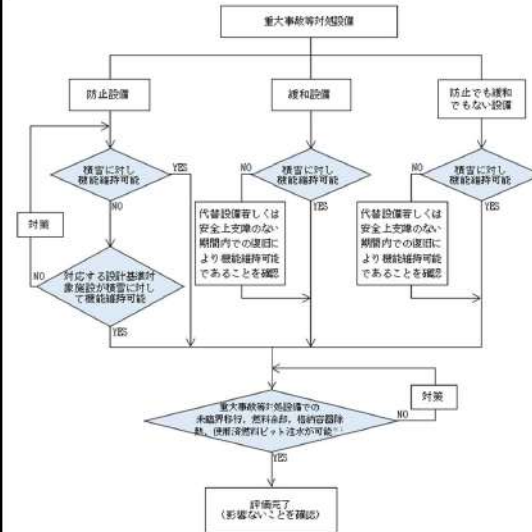 重大事故等対処設備
防止設備
緩和設備
防止でも緩和
でもない設備
積雪に対し
機能維持可能
YES
NO
対策
対応する設計基準対
象施設が積雪に対し
て機能維持可能
NO
YES
積雪に対し
機能維持可能
NO
YES
代替設備若しくは
安全上支障のない
期間内での復旧に
より機能維持可能
であることを確認
積雪に対し
機能維持可能
NO
YES
代替設備若しくは
安全上支障のない
期間内での復旧に
より機能維持可能
であることを確認
重大事故等対処設備での
未臨界移行、燃料冷却、格納容器除
熱、使用済燃料ピット注水が可能
NO
対策
YES
評価完了
(影響ないことを確認)